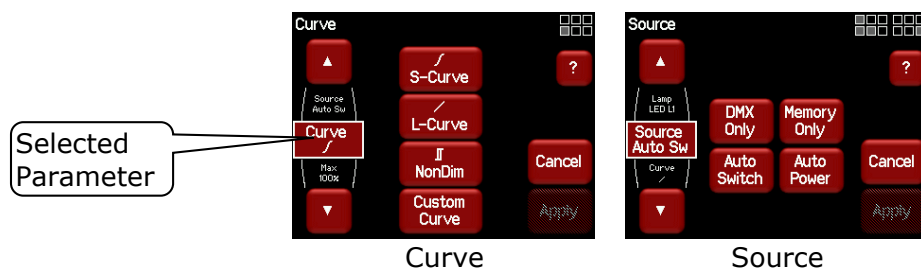 Selected
Parameter
Curve
Source
Auto Sw
Curve
Max
100%
S-Curve
L-Curve
NonDim
Custom
Curve
?
Cancel
Apply
Curve
Source
Lamp
LED L1
Source
Auto Sw
Curve
DMX
Only
Memory
Only
Auto
Switch
Auto
Power
?
Cancel
Apply
Source